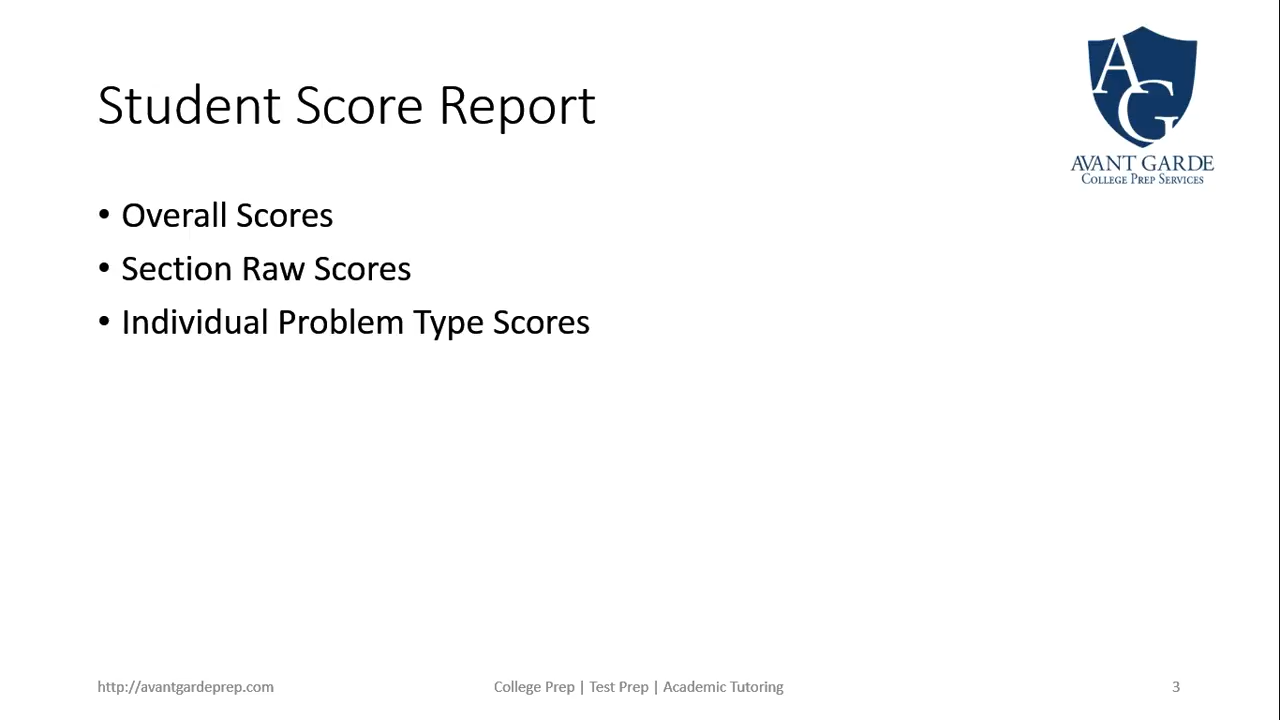 Student Score Report
AG
AVANT GARDE
COLLEGE PREP SERVICES
• Overall Scores
• Section Raw Scores
• Individual Problem Type Scores
http://avantgardeprep.com
College Prep | Test Prep | Academic Tutoring
3